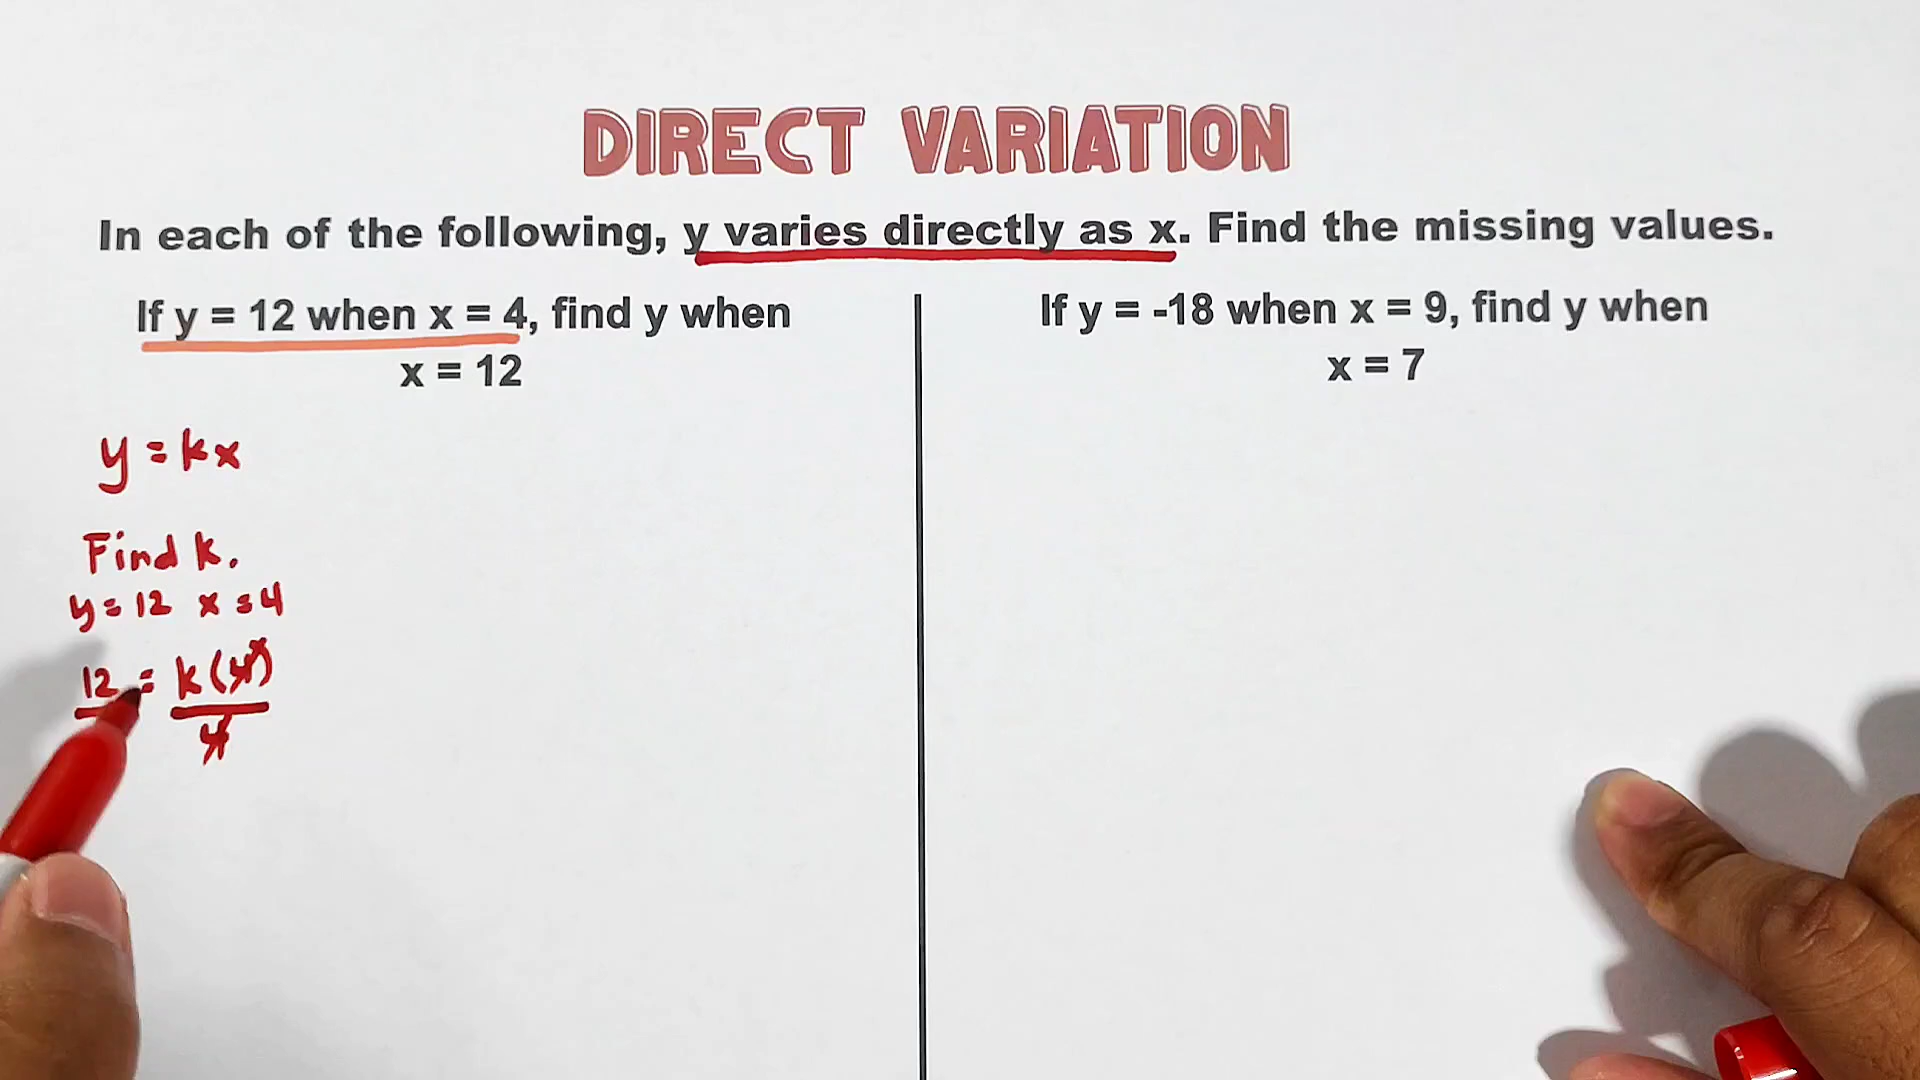 DIRECT VARIATION
In each of the following, y varies directly as x. Find the missing values.
If y = 12 when x = 4, find y when
x = 12
y = kx
Find k.
y = 12 x = 4
12 = k(4)
4
If y = -18 when x = 9, find y when
x = 7